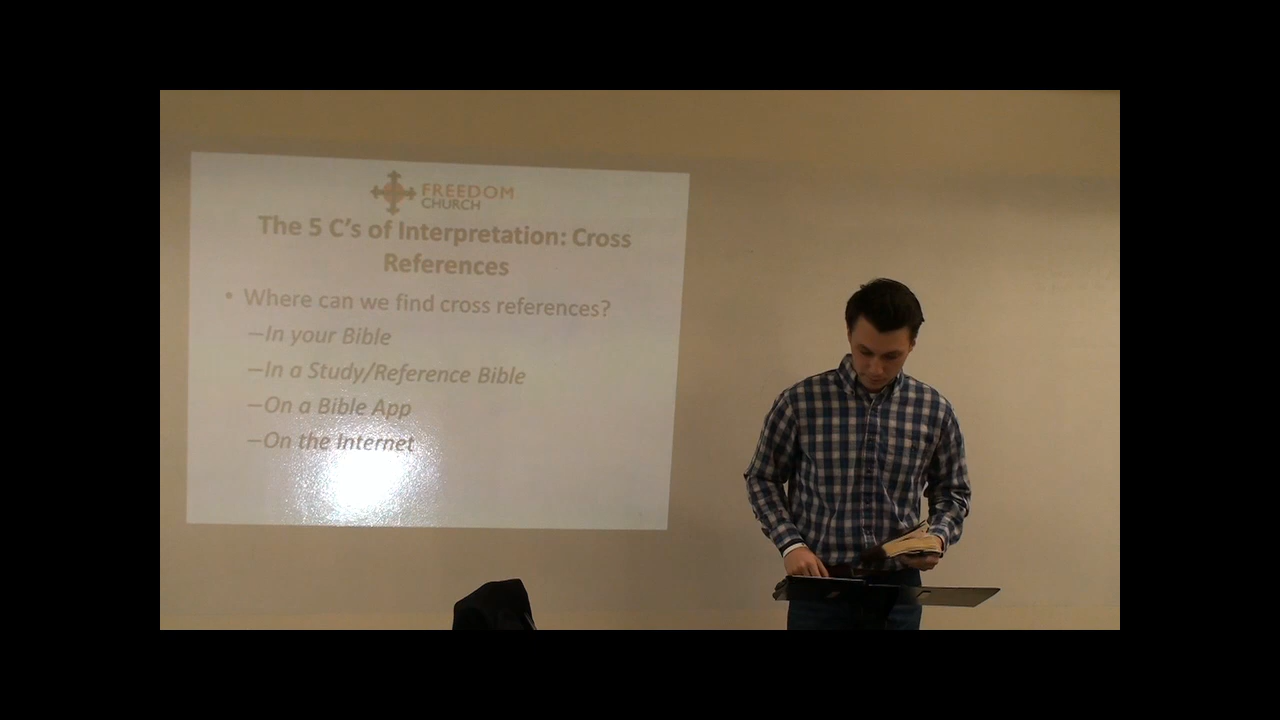 FREEDOM
CHURCH
The 5 C's of Interpretation: Cross
References
• Where can we find cross references?
–In your Bible
–In a Study/Reference Bible
–On a Bible App
–On the Internet